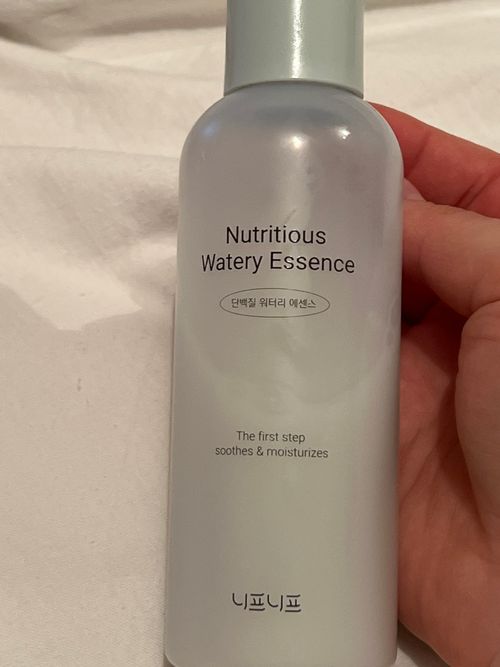 Nutritious
Watery Essence
단백질 워터리 에센스
The first step
soothes & moisturizes
니프니프